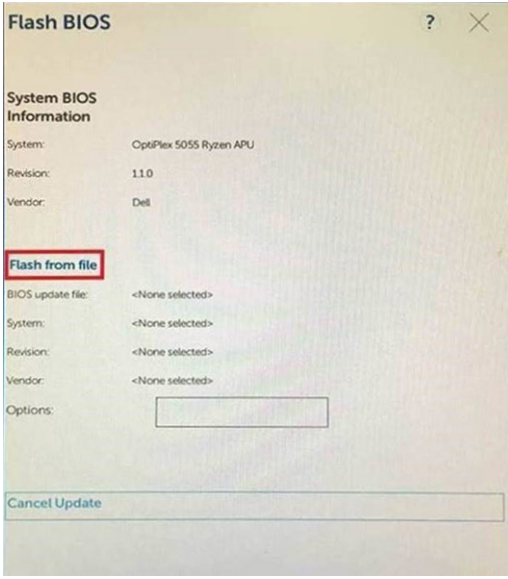 Flash BIOS ?
System BIOS
Information
System: OptiPlex 5055 Ryzen APU
Revision: 1.1.0
Vendor: Dell
Flash from file
BIOS update file: <None selected>
System: <None selected>
Revision: <None selected>
Vendor: <None selected>
Options:
Cancel Update